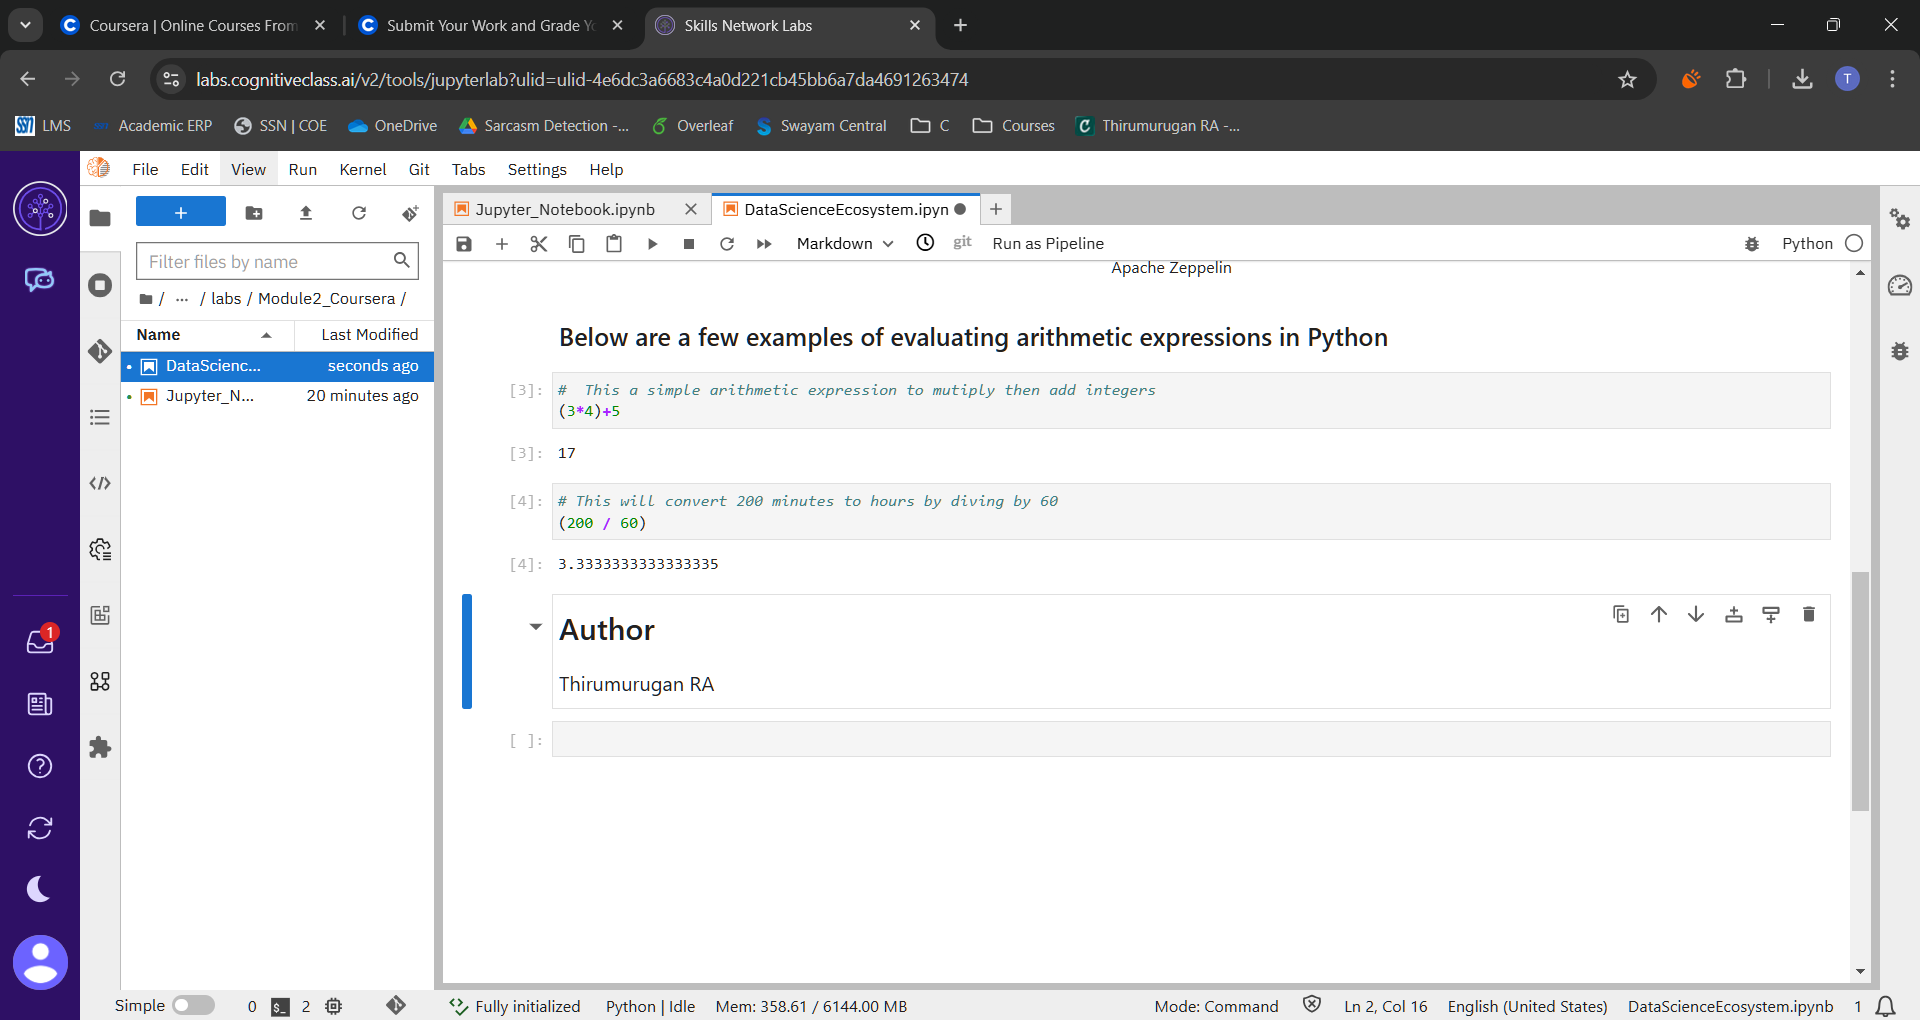 Coursera | Online Courses From
Submit Your Work and Grade Yo
Skills Network Labs
labs.cognitiveclass.ai/v2/tools/jupyterlab?ulid=ulid-4e6dc3a6683c4a0d221cb45bb6a7da4691263474
T
LMS
Academic ERP
SSN | COE
OneDrive
Sarcasm Detection -...
Overleaf
Swayam Central
C
Courses
Thirumurugan RA -...
File Edit View Run Kernel Git Tabs Settings Help
Filter files by name
/ ... / labs / Module2_Coursera /
Name Last Modified
DataScienc... seconds ago
Jupyter_N... 20 minutes ago
Jupyter_Notebook.ipynb
DataScienceEcosystem.ipyn
Markdown
git
Run as Pipeline
Python
Apache Zeppelin
Below are a few examples of evaluating arithmetic expressions in Python
[3]: #  This a simple arithmetic expression to mutiply then add integers
(3*4)+5
[3]: 17
[4]: # This will convert 200 minutes to hours by diving by 60
(200 / 60)
[4]: 3.3333333333333335
Author
Thirumurugan RA
[ ]:
1
Simple
0
2
Fully initialized
Python | Idle
Mem: 358.61 / 6144.00 MB
Mode: Command
Ln 2, Col 16
English (United States)
DataScienceEcosystem.ipynb
1